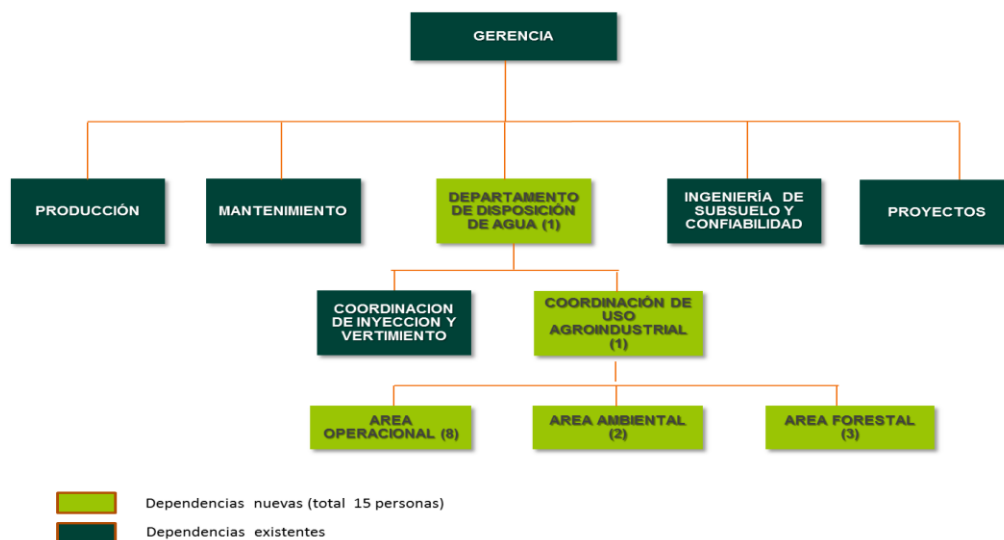 GERENCIA
PRODUCCIÓN
MANTENIMIENTO
DEPARTAMENTO
DE DISPOSICIÓN
DE AGUA (1)
INGENIERÍA DE
SUBSUELO Y
CONFIABILIDAD
PROYECTOS
COORDINACION
DE INYECCION Y
VERTIMIENTO
COORDINACIÓN DE
USO
AGROINDUSTRIAL
(1)
AREA
OPERACIONAL (8)
AREA AMBIENTAL
(2)
AREA FORESTAL
(3)
Dependencias nuevas (total 15 personas)
Dependencias existentes